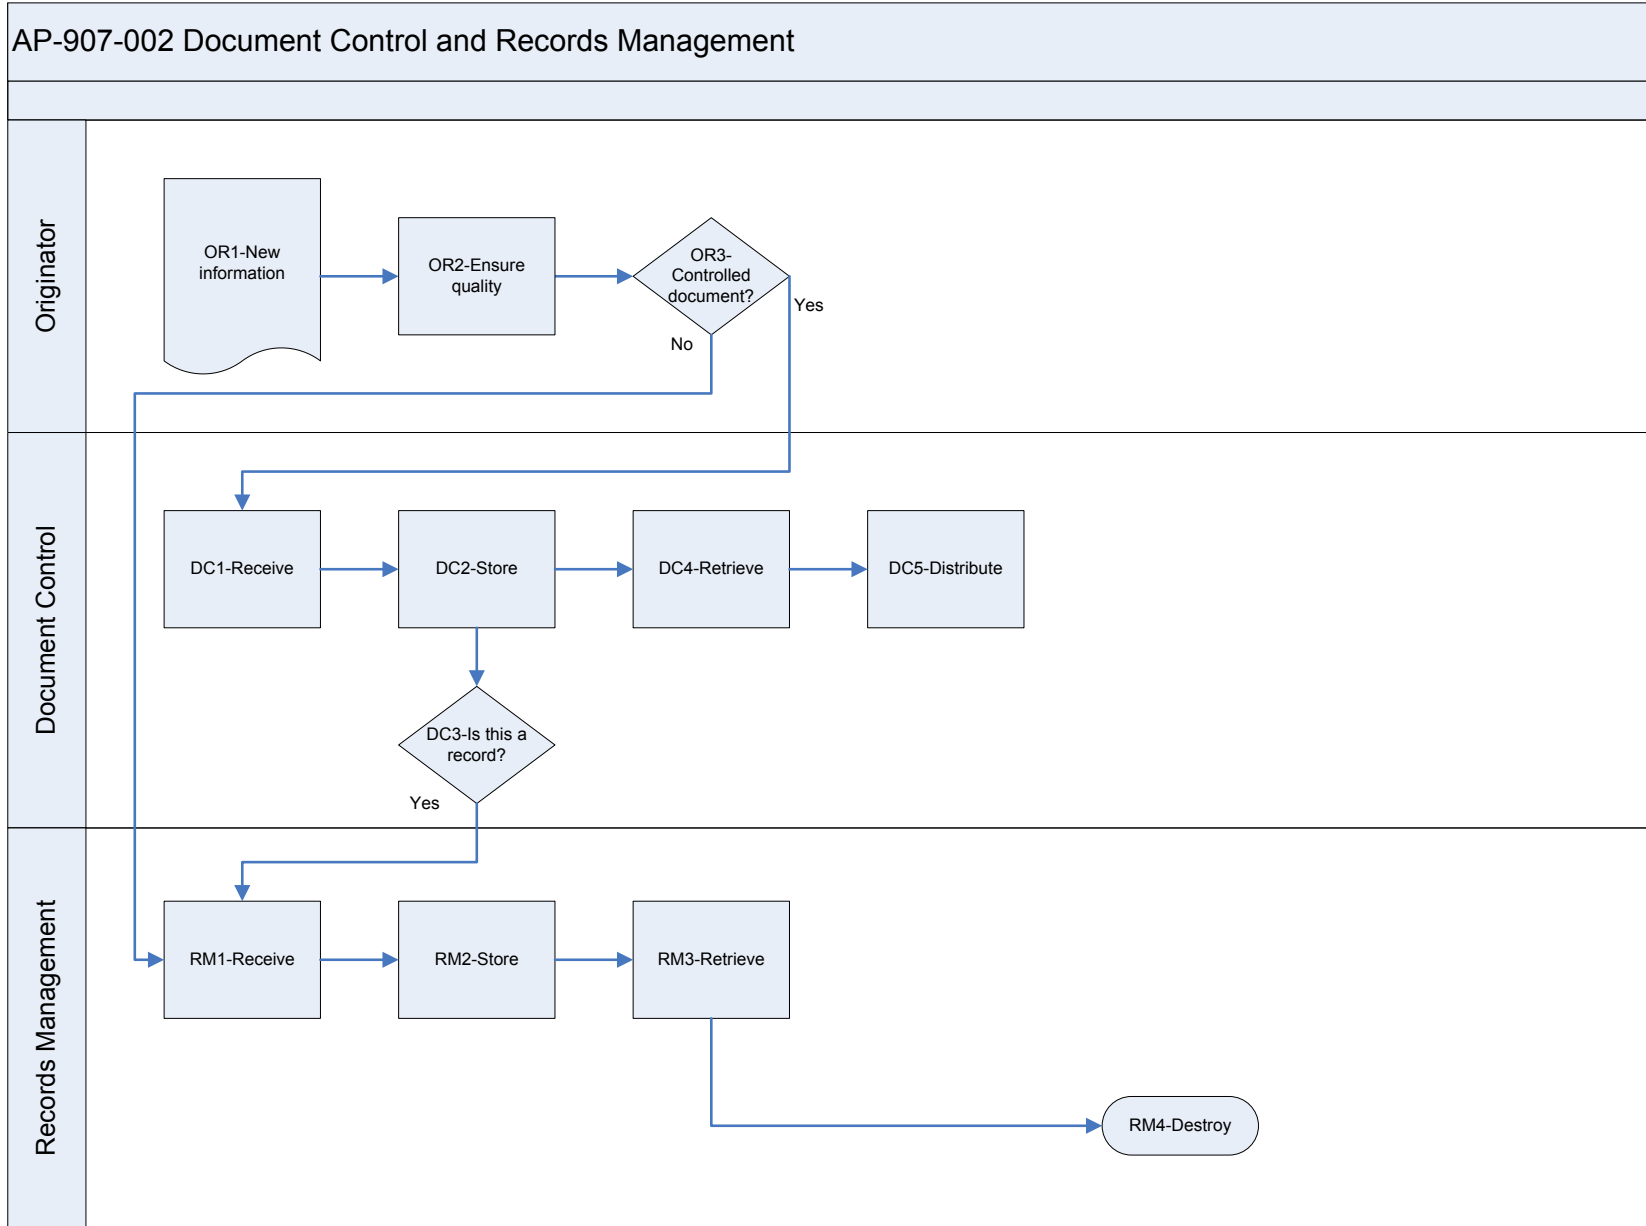 AP-907-002 Document Control and Records Management
Originator
OR1-New
information
OR2-Ensure
quality
OR3-
Controlled
document?
Yes
No
Document Control
DC1-Receive
DC2-Store
DC4-Retrieve
DC5-Distribute
DC3-Is this a
record?
Yes
Records Management
RM1-Receive
RM2-Store
RM3-Retrieve
RM4-Destroy